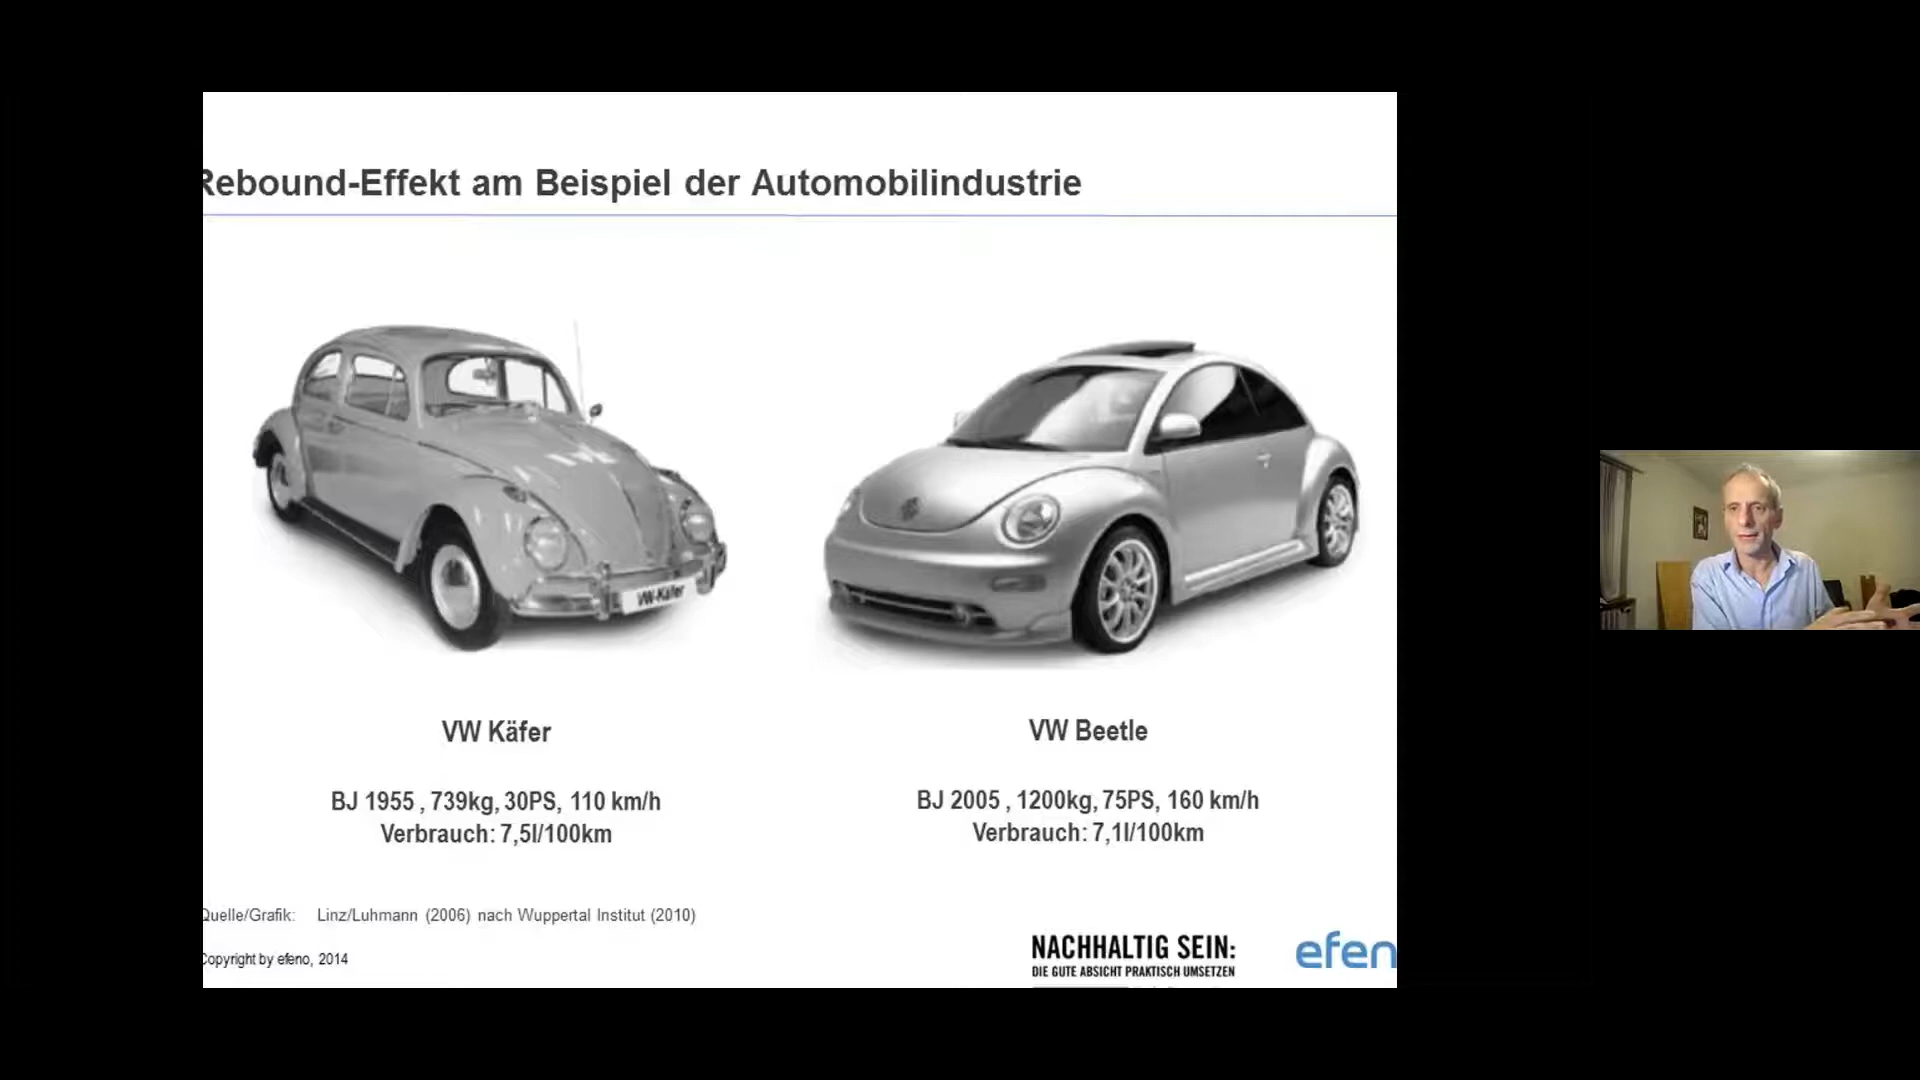 Rebound-Effekt am Beispiel der Automobilindustrie
VW-Käfer
VW Käfer
BJ 1955 , 739kg, 30PS, 110 km/h
Verbrauch: 7,5l/100km
VW Beetle
BJ 2005 , 1200kg, 75PS, 160 km/h
Verbrauch: 7,1l/100km
Quelle/Grafik: Linz/Luhmann (2006) nach Wuppertal Institut (2010)
Copyright by efeno, 2014
NACHHALTIG SEIN:
DIE GUTE ABSICHT PRAKTISCH UMSETZEN
efen